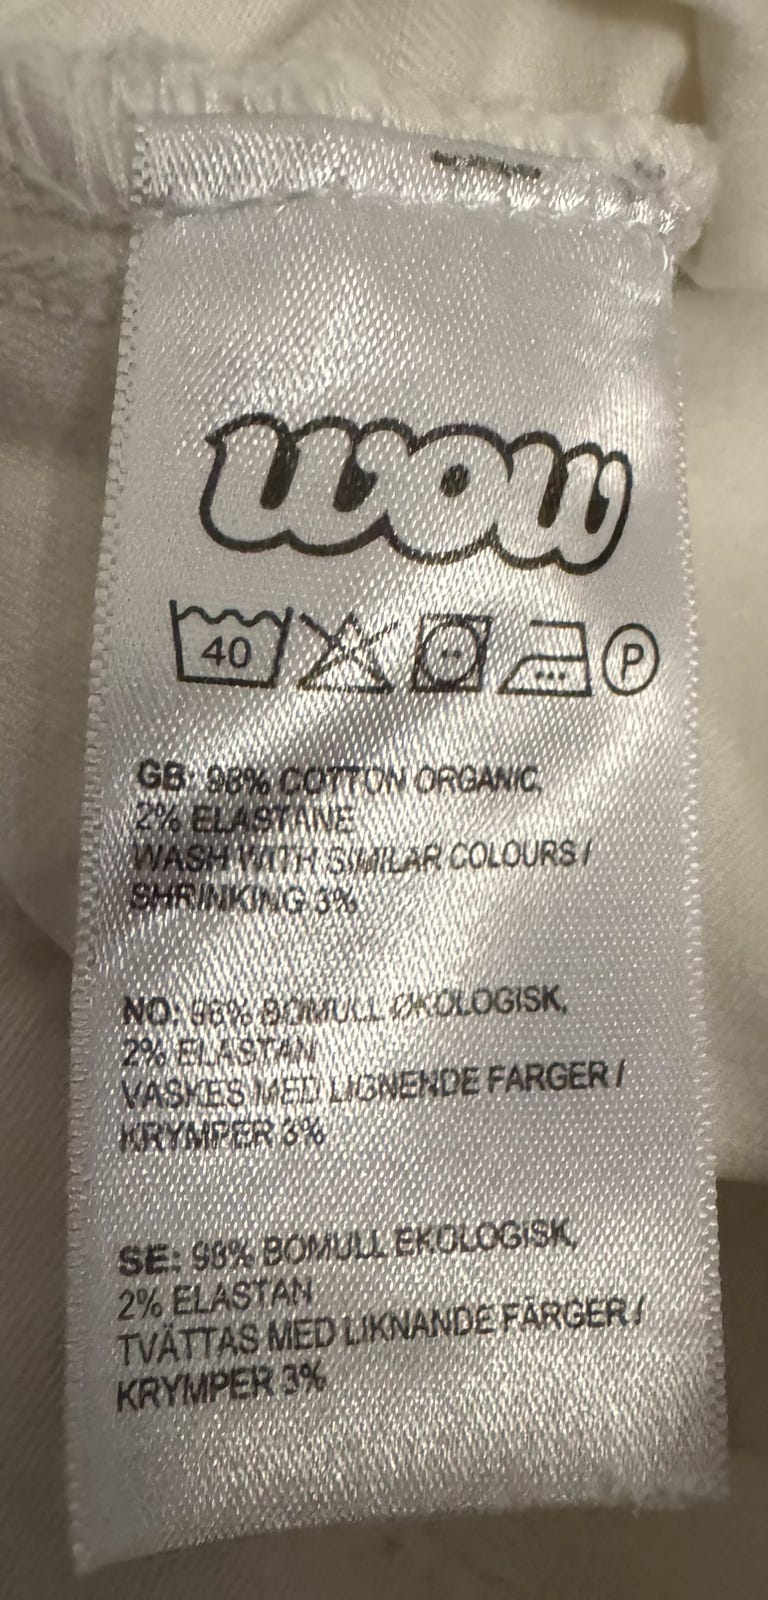 wow
40 P
GB: 98% COTTON ORGANIC,
2% ELASTANE
WASH WITH SIMILAR COLOURS /
SHRINKING 3%
NO: 98% BOMULL ØKOLOGISK,
2% ELASTAN
VASKES MED LIGNENDE FARGER /
KRYMPER 3%
SE: 98% BOMULL EKOLOGISK,
2% ELASTAN
TVÄTTAS MED LIKNANDE FÄRGER /
KRYMPER 3%